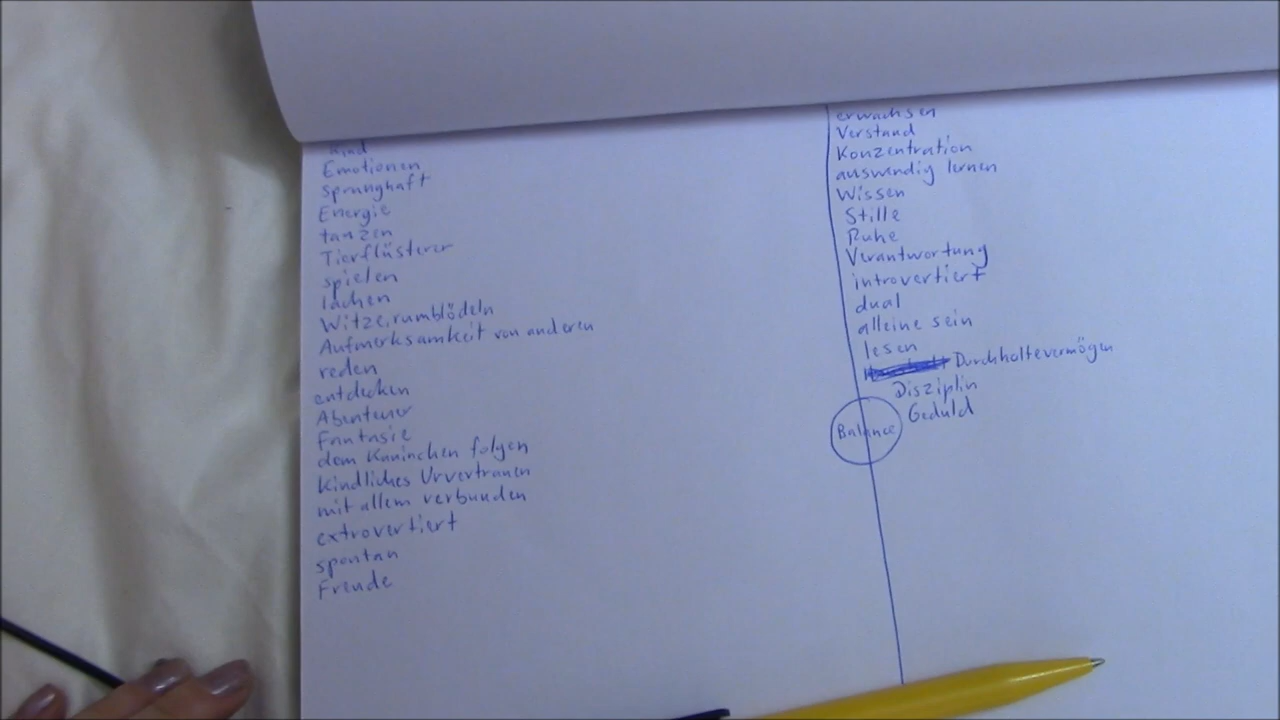 Emotionen
sprunghaft
Energie
tanzen
Tierflüsterer
spielen
lachen
Witze, rumblödeln
Aufmerksamkeit von anderen
reden
entdecken
Abenteuer
Fantasie
dem Kaninchen folgen
kindliches Urvertrauen
mit allem verbunden
extrovertiert
spontan
Freude
erwachsen
Verstand
Konzentration
auswendig lernen
Wissen
Stille
Ruhe
Verantwortung
introvertiert
dual
alleine sein
lesen
Durchhaltevermögen
Disziplin
Geduld
Balance